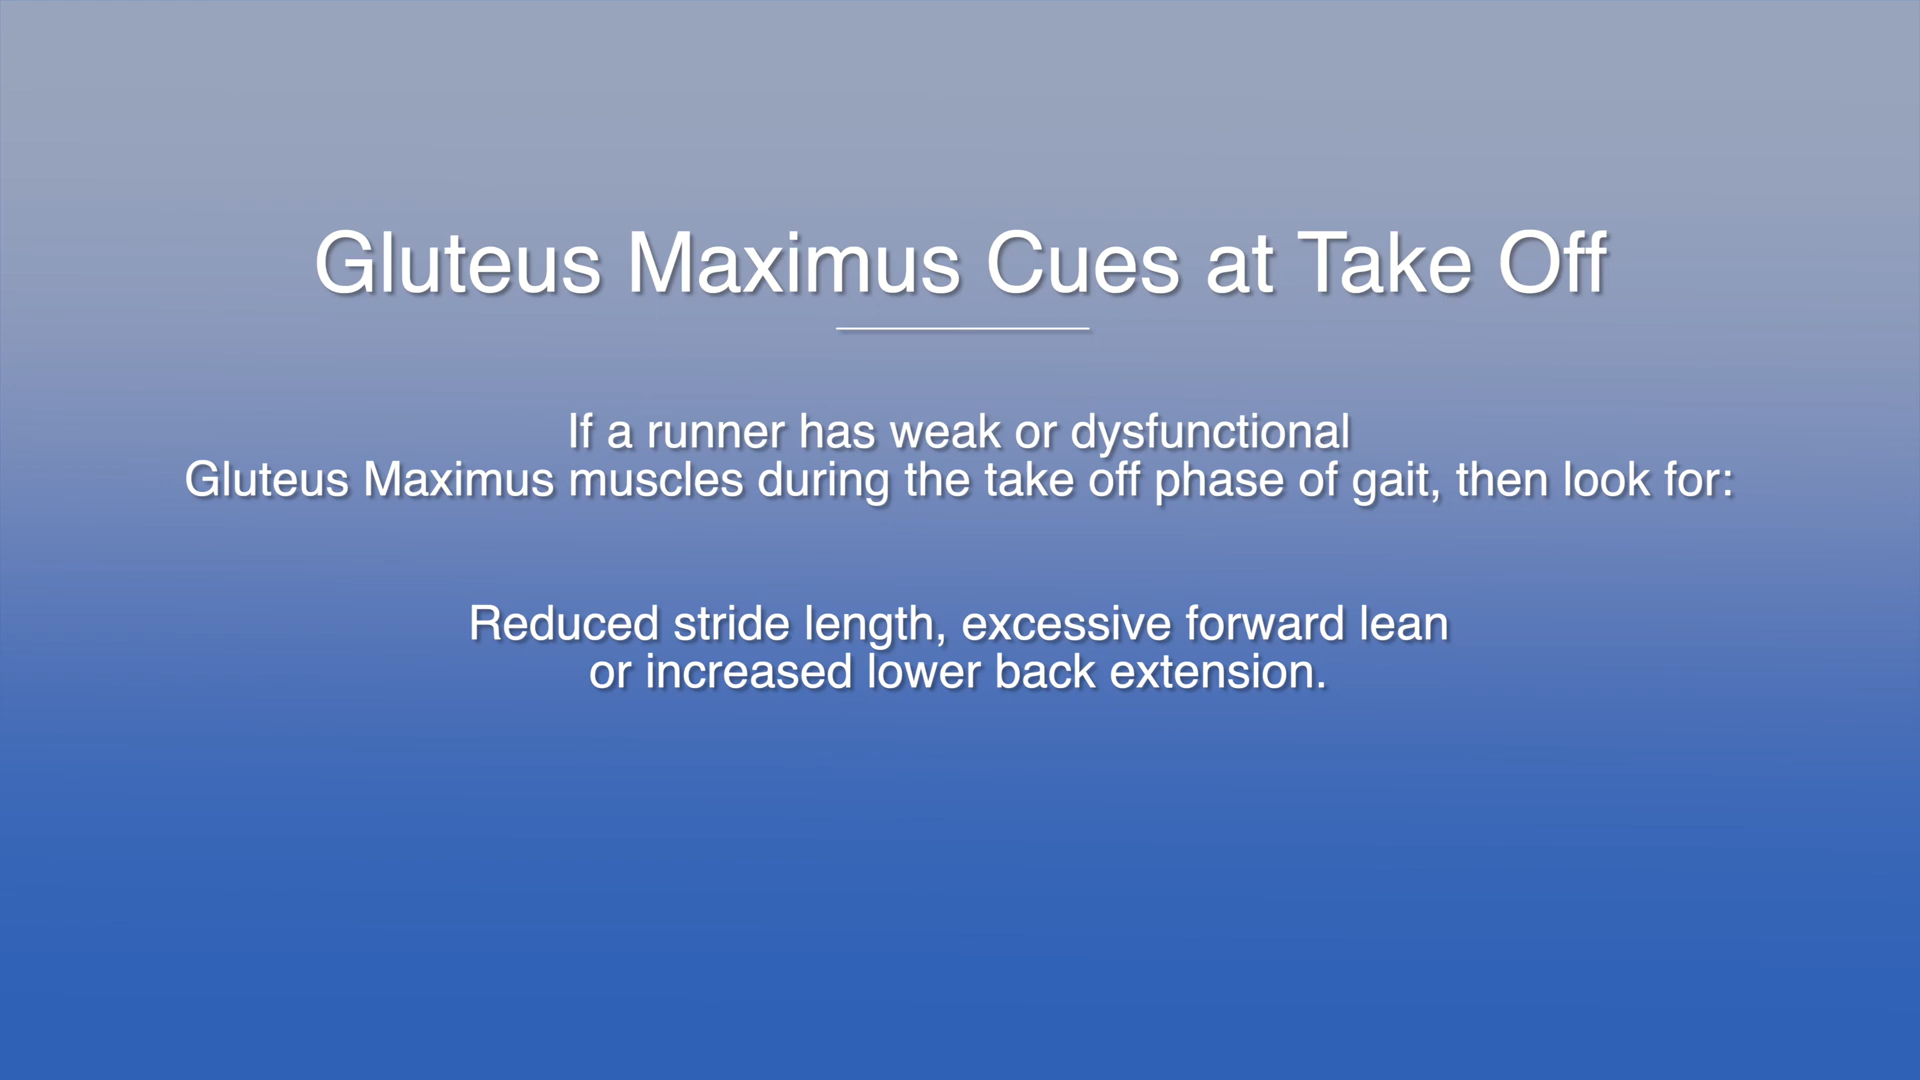 Gluteus Maximus Cues at Take Off
If a runner has weak or dysfunctional
Gluteus Maximus muscles during the take off phase of gait, then look for:
Reduced stride length, excessive forward lean
or increased lower back extension.